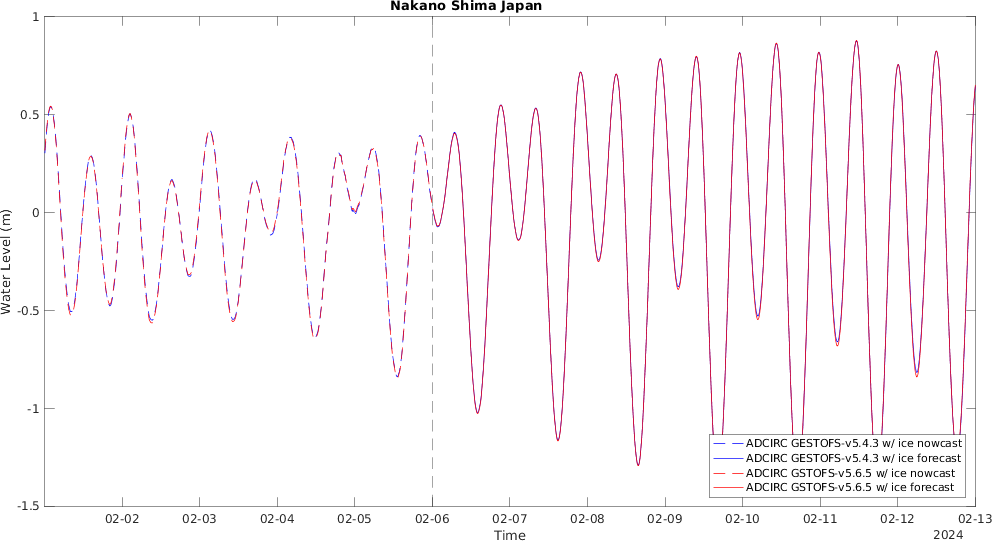 Nakano Shima Japan
1
0.5
0
-0.5
-1
-1.5
Water Level (m)
ADCIRC GESTOFS-v5.4.3 w/ ice nowcast
ADCIRC GESTOFS-v5.4.3 w/ ice forecast
ADCIRC GSTOFS-v5.6.5 w/ ice nowcast
ADCIRC GSTOFS-v5.6.5 w/ ice forecast
02-02 02-03 02-04 02-05 02-06 02-07 02-08 02-09 02-10 02-11 02-12 02-13
Time
2024